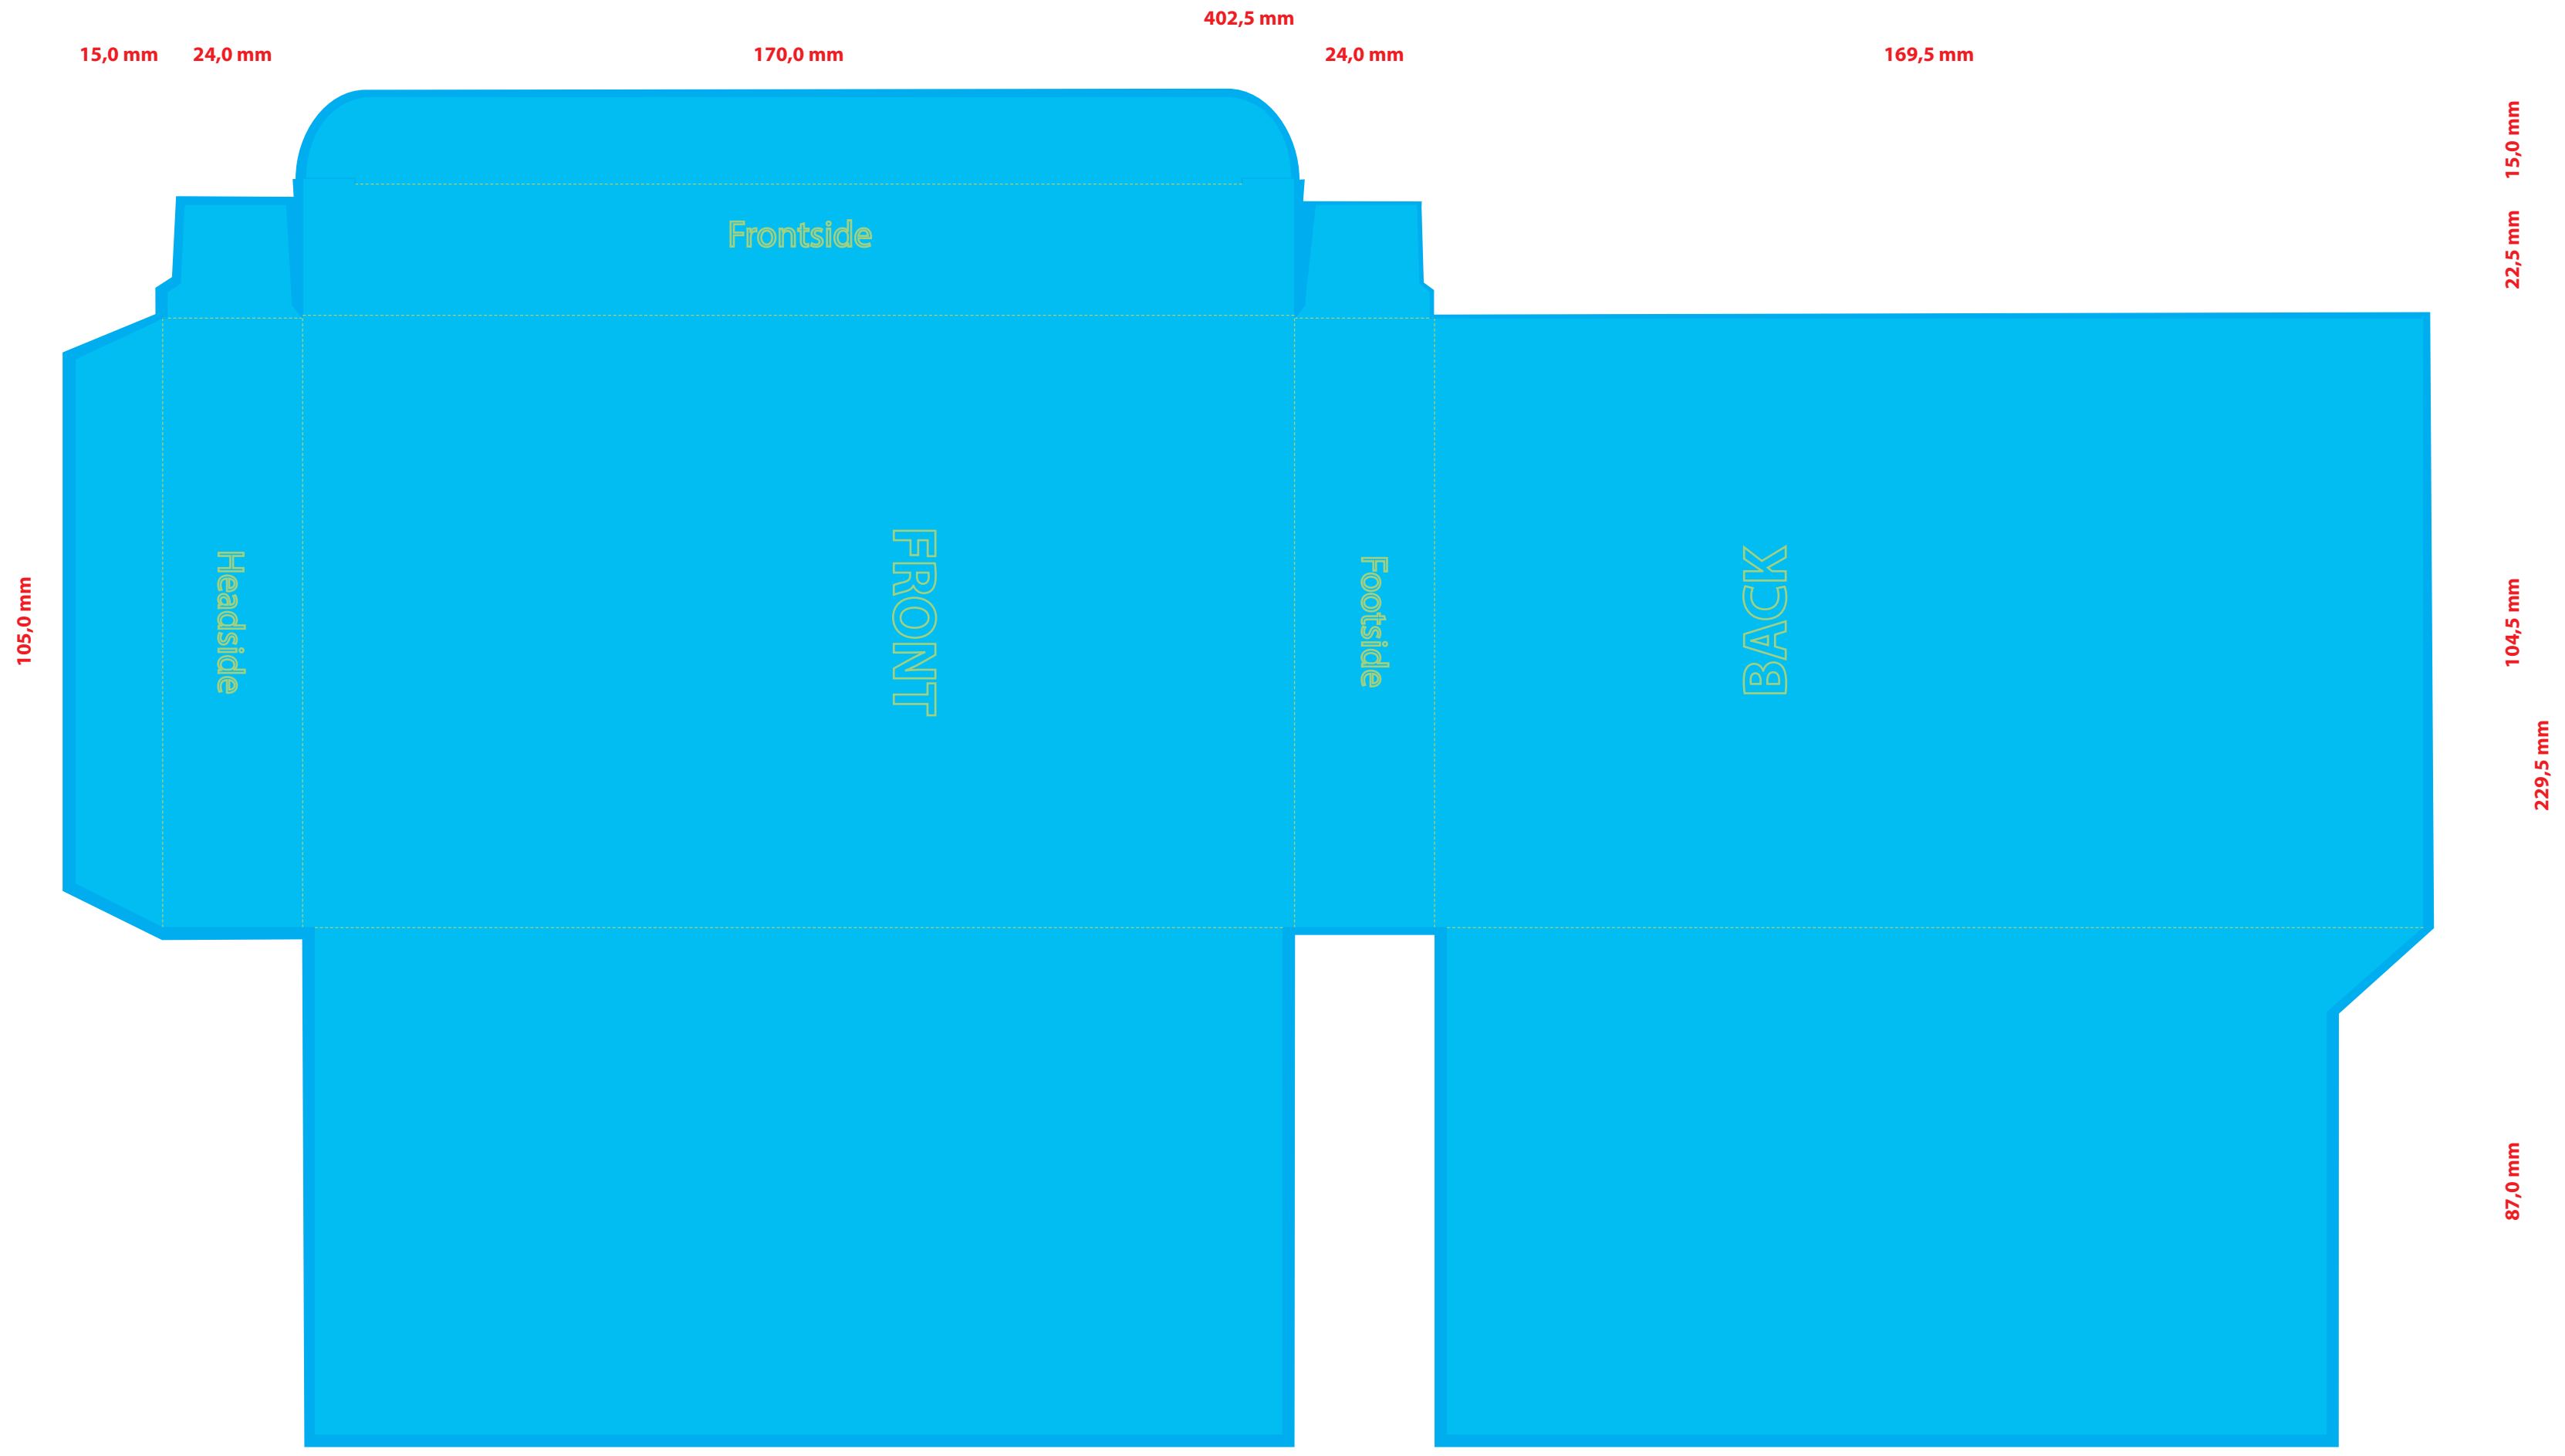 402,5 mm
15,0 mm
24,0 mm
170,0 mm
24,0 mm
169,5 mm
15,0 mm
Frontside
22,5 mm
105,0 mm
Headside
FRONT
Footside
BACK
104,5 mm
229,5 mm
87,0 mm